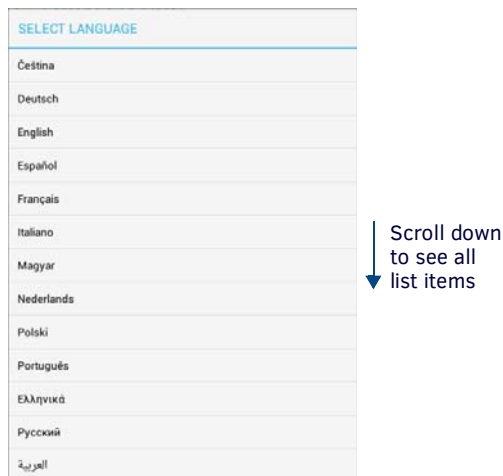 SELECT LANGUAGE
Čeština
Deutsch
English
Español
Français
Italiano
Magyar
Nederlands
Polski
Português
Ελληνικά
Русский
العربية
Scroll down
to see all
list items